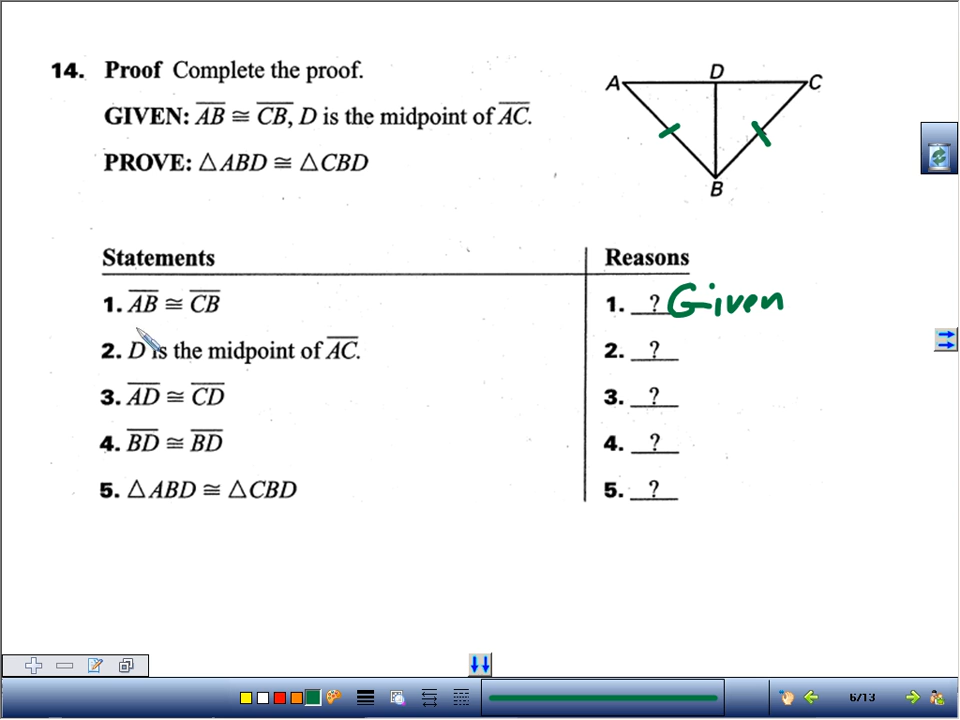 14. Proof Complete the proof.
GIVEN: AB ≅ CB, D is the midpoint of AC.
PROVE: △ABD ≅ △CBD
A
D
C
B
Statements
Reasons
1. AB ≅ CB
1. ? Given
2. D is the midpoint of AC.
2. ?
3. AD ≅ CD
3. ?
4. BD ≅ BD
4. ?
5. △ABD ≅ △CBD
5. ?
6/13